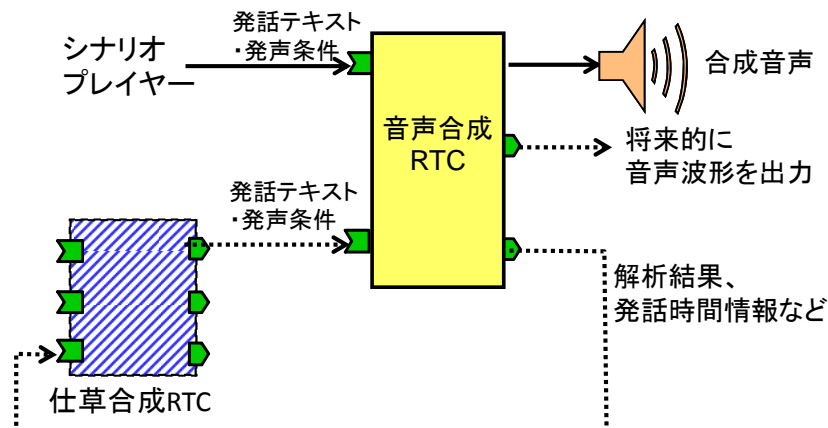 発話テキスト
・発声条件
シナリオ
プレイヤー
合成音声
音声合成
RTC
将来的に
音声波形を出力
発話テキスト
・発声条件
解析結果、
発話時間情報など
仕草合成RTC